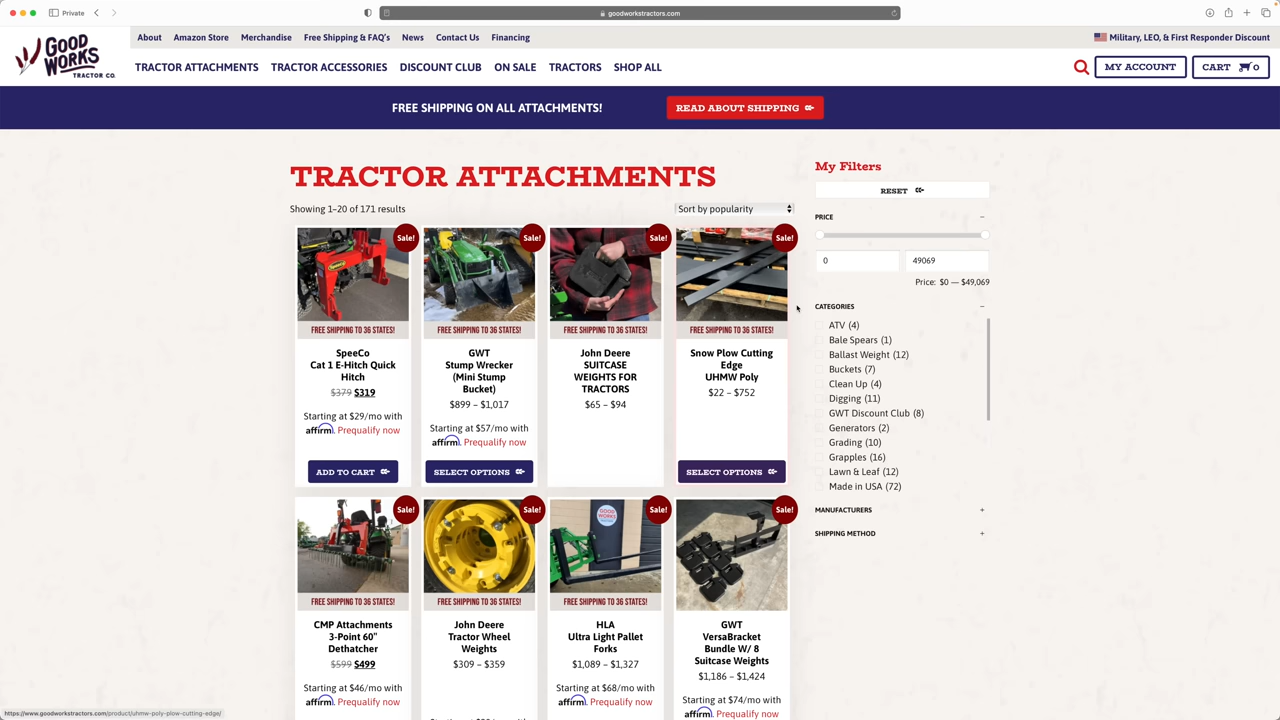 Private
goodworkstractors.com
GOOD
WORKS
TRACTOR CO.
About Amazon Store Merchandise Free Shipping & FAQ's News Contact Us Financing
Military, LEO, & First Responder Discount
TRACTOR ATTACHMENTS TRACTOR ACCESSORIES DISCOUNT CLUB ON SALE TRACTORS SHOP ALL
MY ACCOUNT
CART 0
FREE SHIPPING ON ALL ATTACHMENTS!
READ ABOUT SHIPPING
TRACTOR ATTACHMENTS
Showing 1–20 of 171 results
Sort by popularity
Sale!
FREE SHIPPING TO 36 STATES!
SpeeCo
Cat 1 E-Hitch Quick
Hitch
$379 $319
Starting at $29/mo with
affirm. Prequalify now
ADD TO CART
Sale!
FREE SHIPPING TO 36 STATES!
GWT
Stump Wrecker
(Mini Stump
Bucket)
$899 – $1,017
Starting at $57/mo with
affirm. Prequalify now
SELECT OPTIONS
Sale!
FREE SHIPPING TO 36 STATES!
John Deere
SUITCASE
WEIGHTS FOR
TRACTORS
$65 – $94
Sale!
FREE SHIPPING TO 36 STATES!
Snow Plow Cutting
Edge
UHMW Poly
$22 – $752
SELECT OPTIONS
Sale!
FREE SHIPPING TO 36 STATES!
CMP Attachments
3-Point 60"
Dethatcher
$599 $499
Starting at $46/mo with
affirm. Prequalify now
Sale!
FREE SHIPPING TO 36 STATES!
John Deere
Tractor Wheel
Weights
$309 – $359
Sale!
GOOD
WORKS
FREE SHIPPING TO 36 STATES!
HLA
Ultra Light Pallet
Forks
$1,089 – $1,327
Starting at $68/mo with
affirm. Prequalify now
Sale!
GWT
VersaBracket
Bundle W/ 8
Suitcase Weights
$1,186 – $1,424
Starting at $74/mo with
affirm. Prequalify now
My Filters
RESET
PRICE −
0
49069
Price: $0 — $49,069
CATEGORIES −
ATV (4)
Bale Spears (1)
Ballast Weight (12)
Buckets (7)
Clean Up (4)
Digging (11)
GWT Discount Club (8)
Generators (2)
Grading (10)
Grapples (16)
Lawn & Leaf (12)
Made in USA (72)
MANUFACTURERS +
SHIPPING METHOD +
https://www.goodworkstractors.com/product/uhmw-poly-plow-cutting-edge/